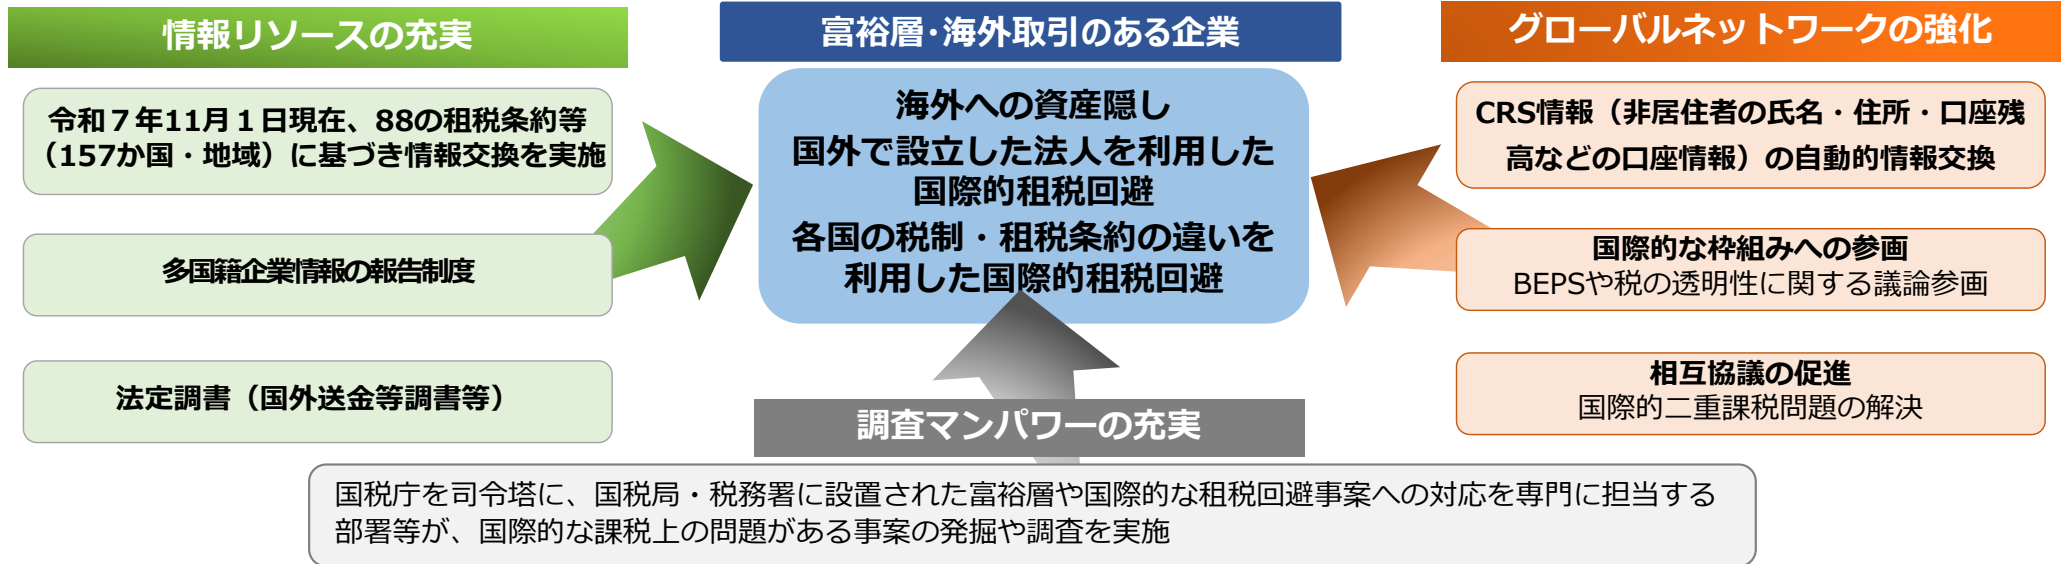 情報リソースの充実
令和７年11月１日現在、88の租税条約等
（157か国・地域）に基づき情報交換を実施
多国籍企業情報の報告制度
法定調書（国外送金等調書等）
富裕層・海外取引のある企業
海外への資産隠し
国外で設立した法人を利用した
国際的租税回避
各国の税制・租税条約の違いを
利用した国際的租税回避
グローバルネットワークの強化
CRS情報（非居住者の氏名・住所・口座残
高などの口座情報）の自動的情報交換
国際的な枠組みへの参画
BEPSや税の透明性に関する議論参画
相互協議の促進
国際的二重課税問題の解決
調査マンパワーの充実
国税庁を司令塔に、国税局・税務署に設置された富裕層や国際的な租税回避事案への対応を専門に担当する
部署等が、国際的な課税上の問題がある事案の発掘や調査を実施